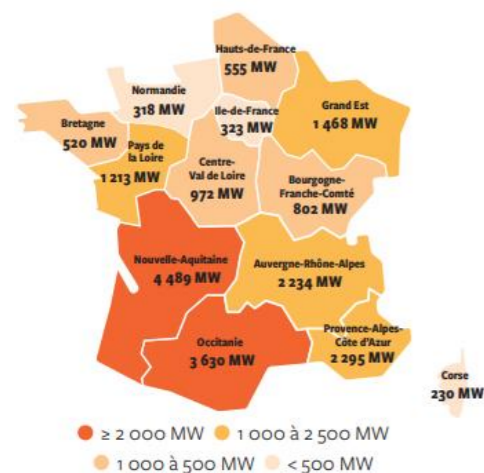 Hauts-de-France
555 MW
Normandie
318 MW
Ile-de-France
323 MW
Grand Est
1 468 MW
Bretagne
520 MW
Pays de
la Loire
1 213 MW
Centre-
Val de Loire
972 MW
Bourgogne-
Franche-Comté
802 MW
Nouvelle-Aquitaine
4 489 MW
Auvergne-Rhône-Alpes
2 234 MW
Occitanie
3 630 MW
Provence-Alpes-
Côte d'Azur
2 295 MW
Corse
230 MW
≥ 2 000 MW
1 000 à 2 500 MW
1 000 à 500 MW
< 500 MW